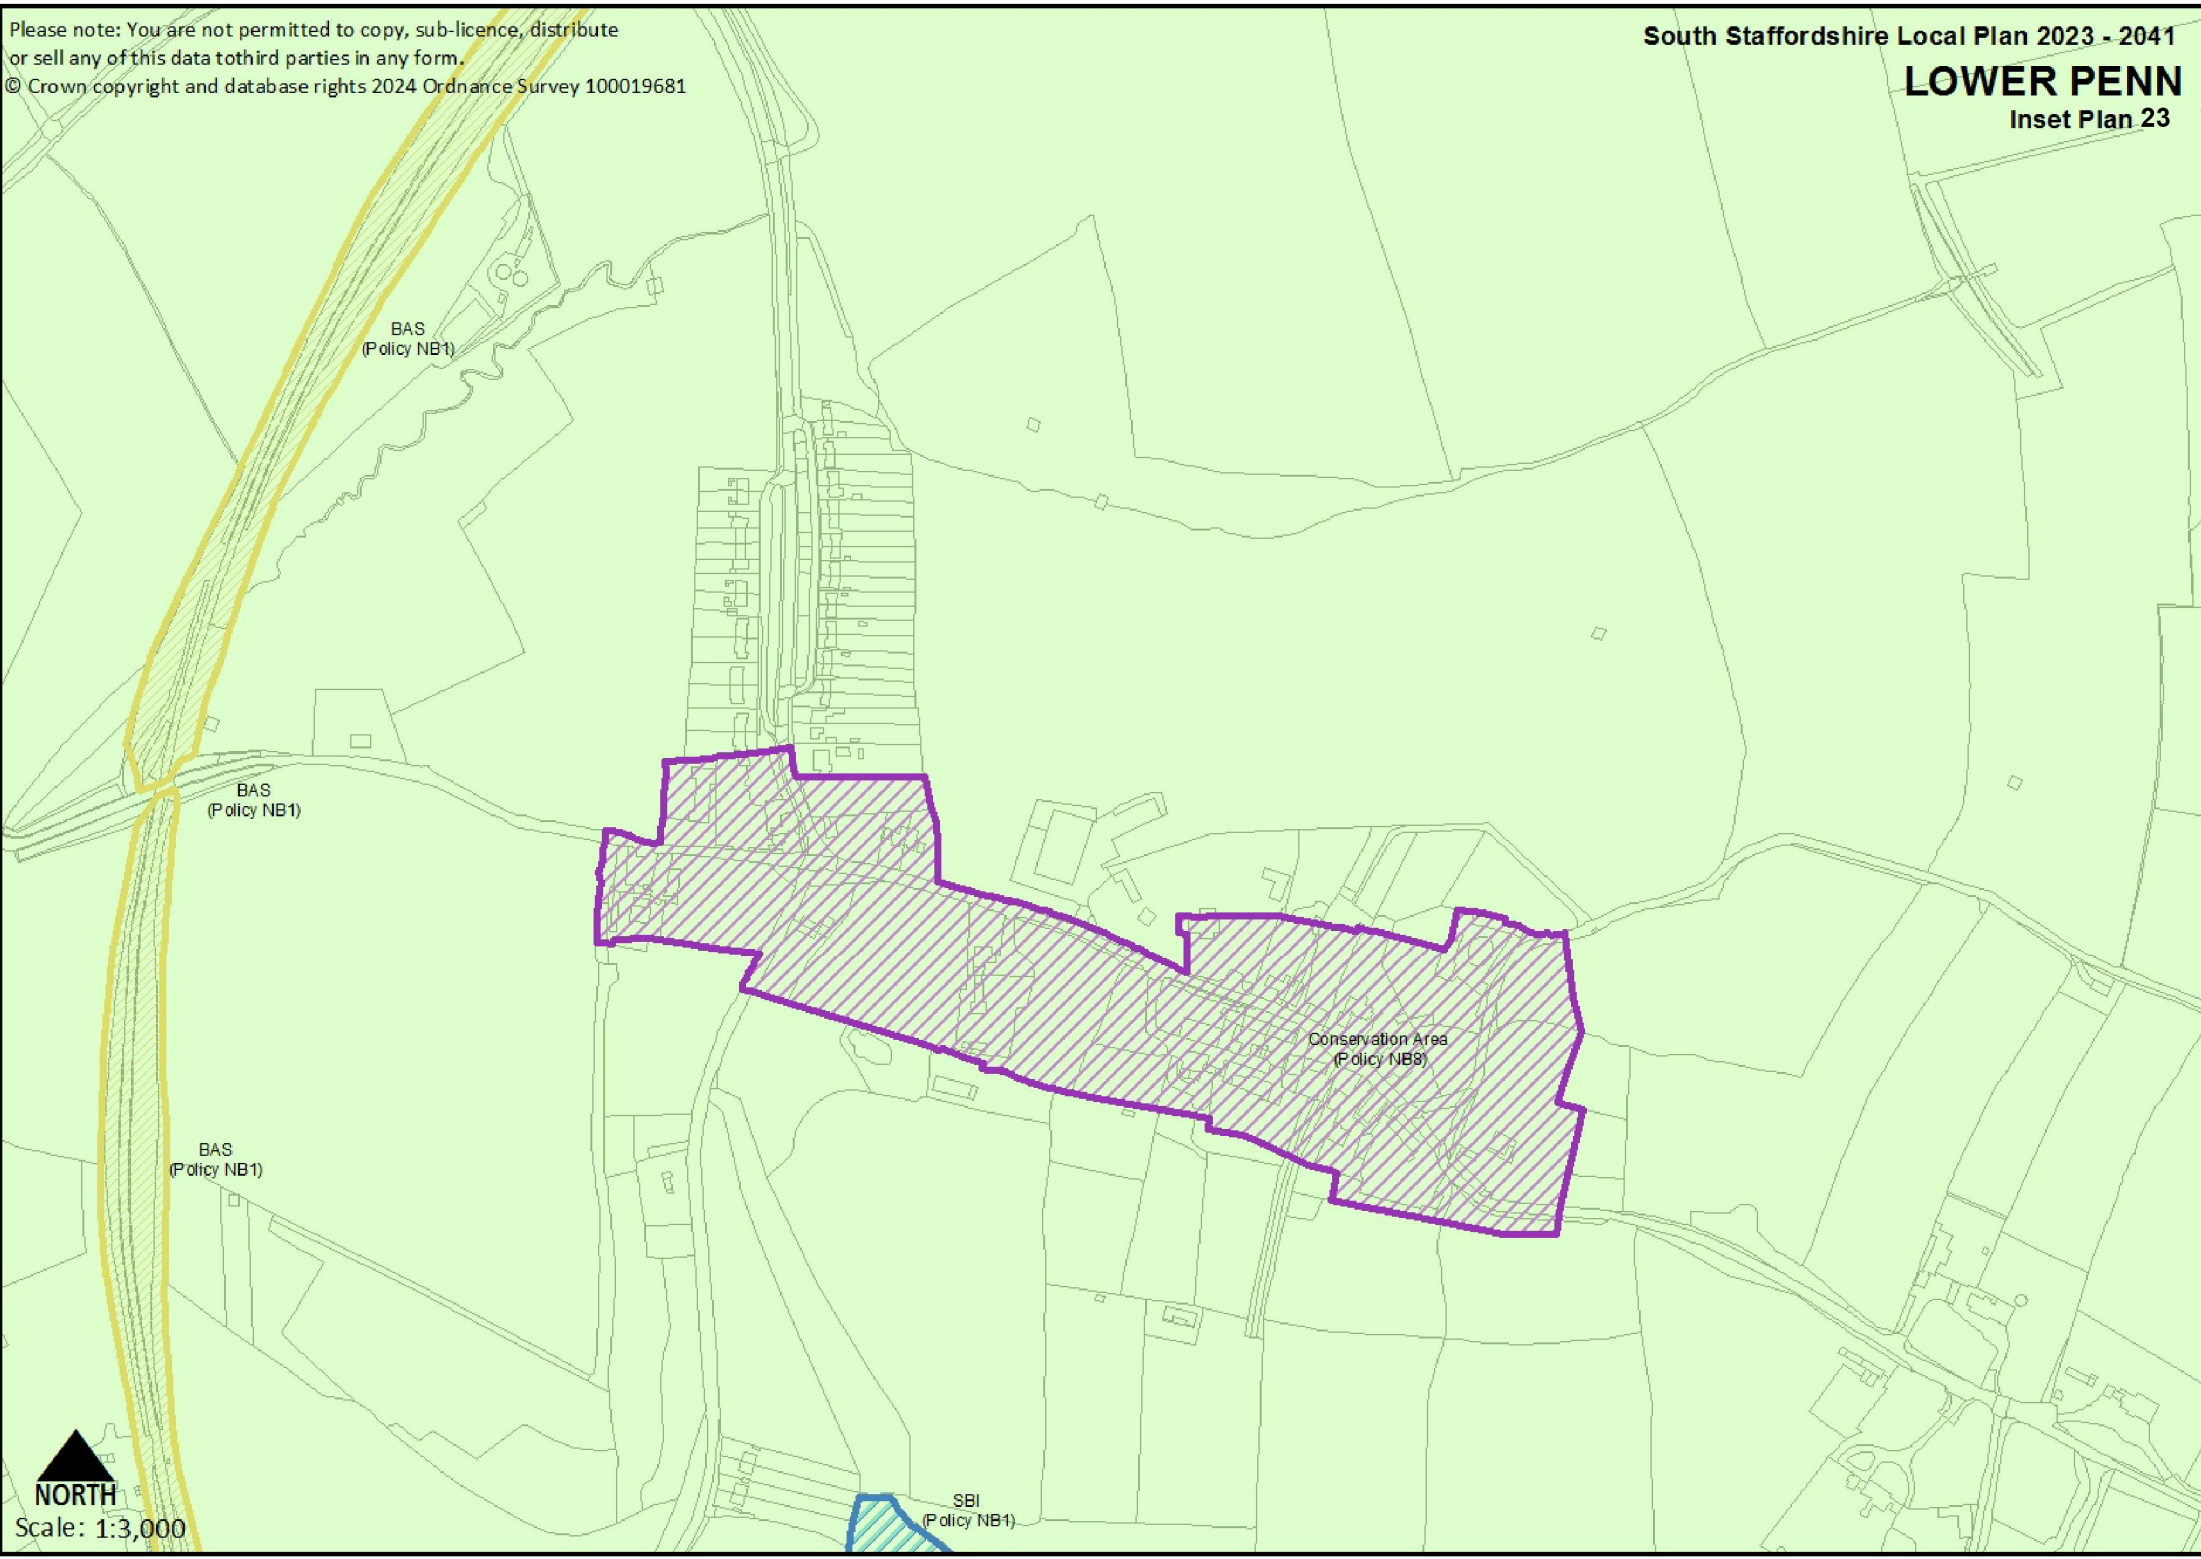 Please note: You are not permitted to copy, sub-licence, distribute
or sell any of this data tothird parties in any form.
© Crown copyright and database rights 2024 Ordnance Survey 100019681
South Staffordshire Local Plan 2023 - 2041
LOWER PENN
Inset Plan 23
BAS
(Policy NB1)
BAS
(Policy NB1)
Conservation Area
(Policy NB8)
BAS
(Policy NB1)
SBI
(Policy NB1)
NORTH
Scale: 1:3,000